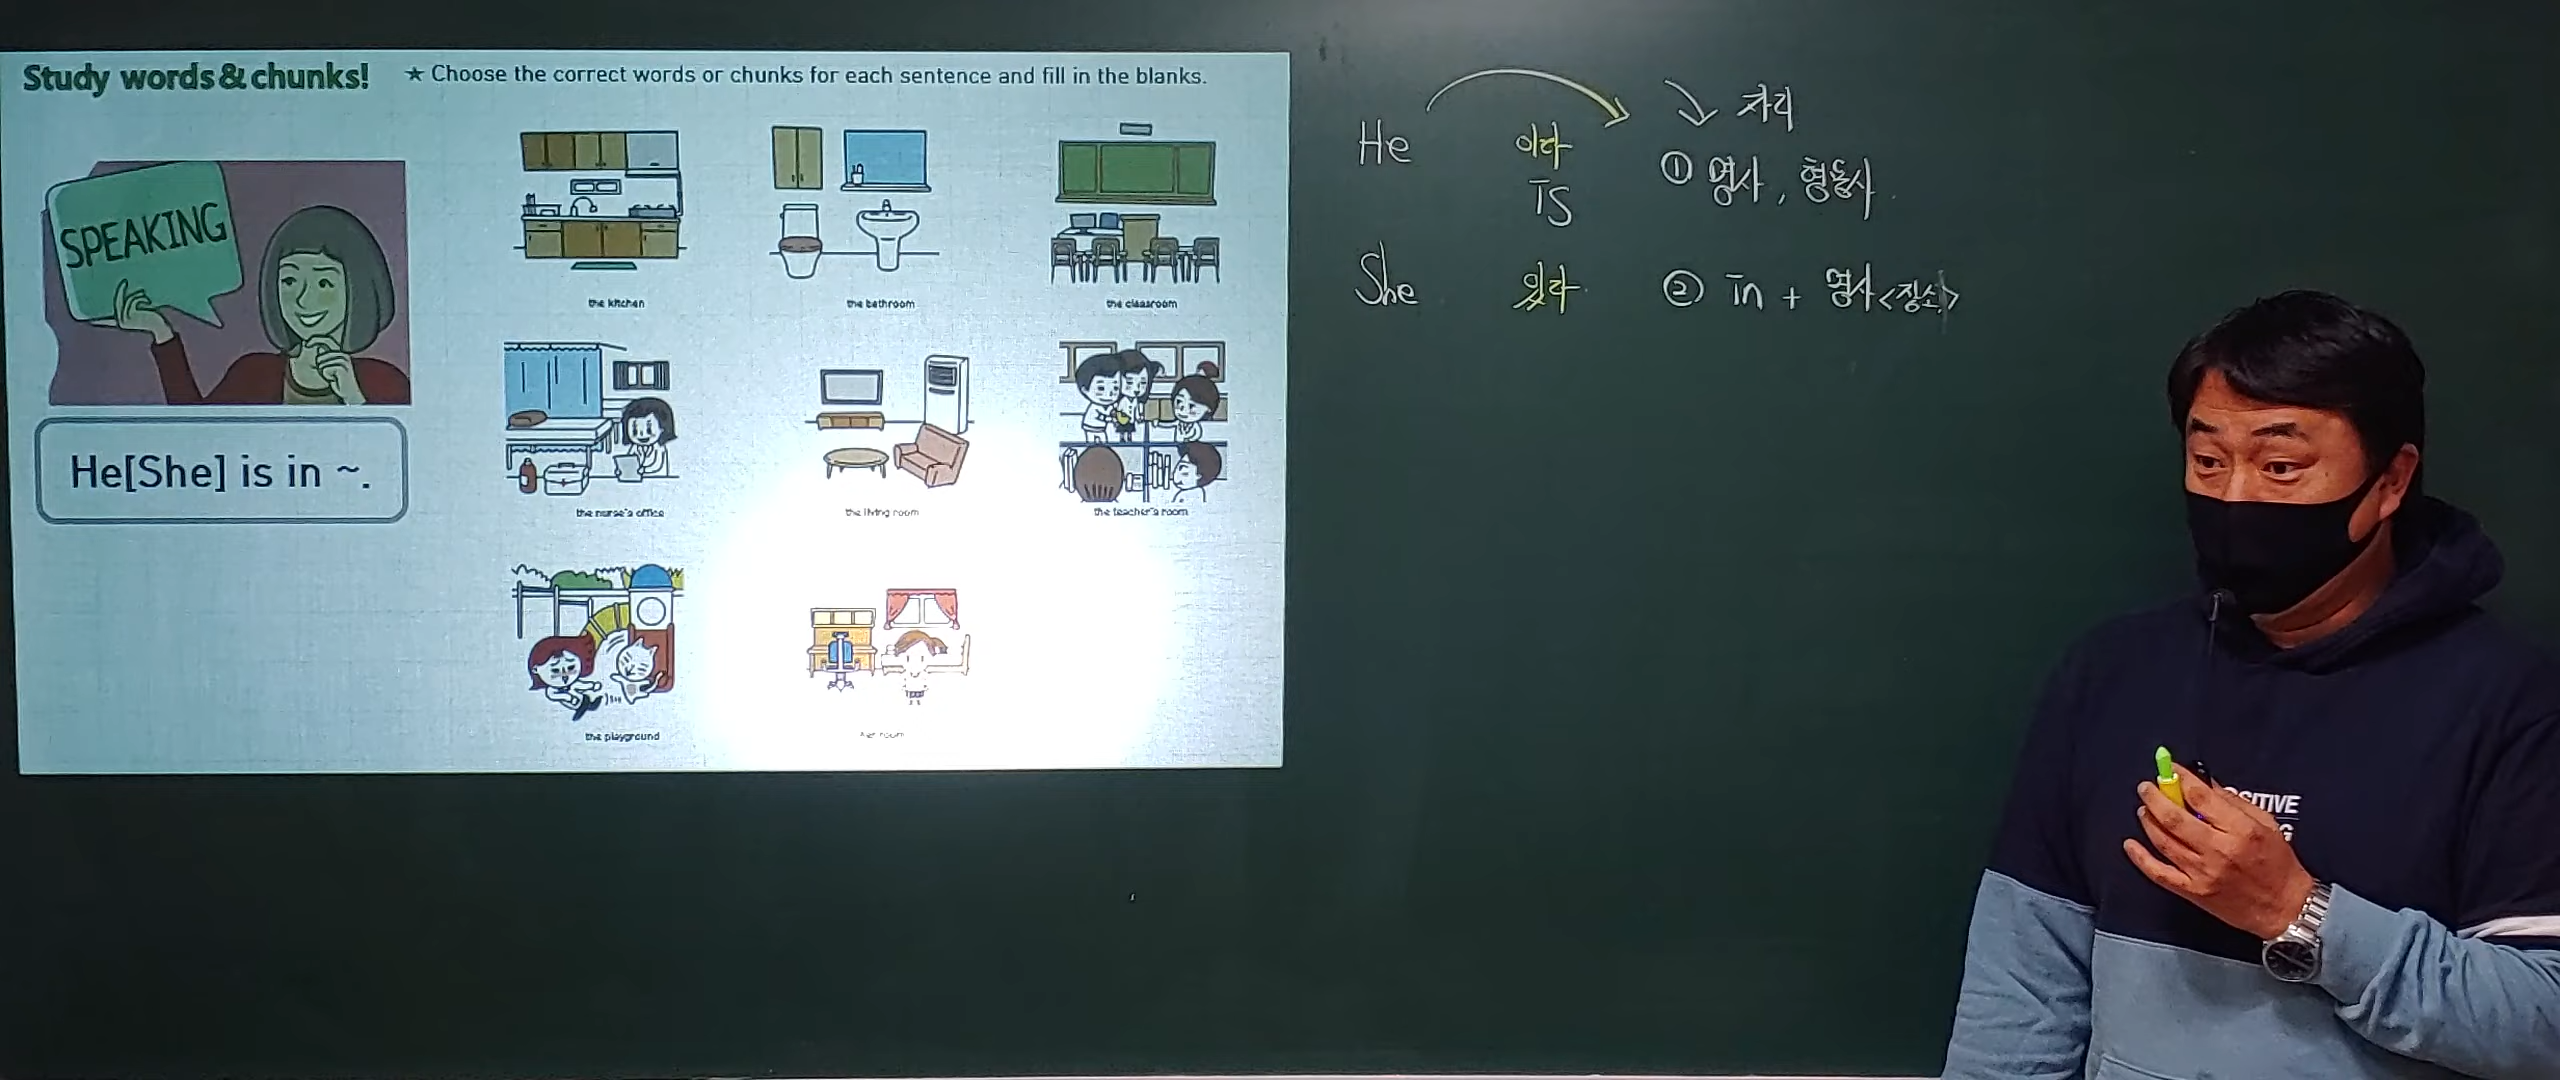 Study words & chunks!
★ Choose the correct words or chunks for each sentence and fill in the blanks.
SPEAKING
He[She] is in ~.
the kitchen
the bathroom
the classroom
the nurse's office
the living room
the teacher's room
the playground
her room
자리
He 이다 ① 명사, 형용사
is
She 있다. ② in + 명사<장소>
OSITIVE
G